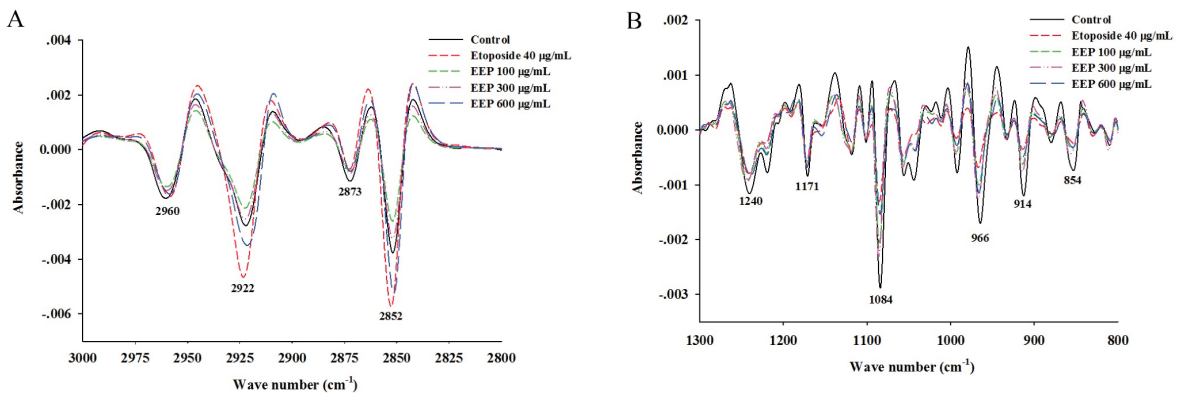 A
.004
.002
0.000
-.002
-.004
-.006
Absorbance
Control
Etoposide 40 µg/mL
EEP 100 µg/mL
EEP 300 µg/mL
EEP 600 µg/mL
2960
2922
2873
2852
3000 2975 2950 2925 2900 2875 2850 2825 2800
Wave number (cm-1)
B
.002
.001
0.000
-.001
-.002
-.003
Absorbance
Control
Etoposide 40 µg/mL
EEP 100 µg/mL
EEP 300 µg/mL
EEP 600 µg/mL
1240
1171
1084
966
914
854
1300 1200 1100 1000 900 800
Wave number (cm-1)